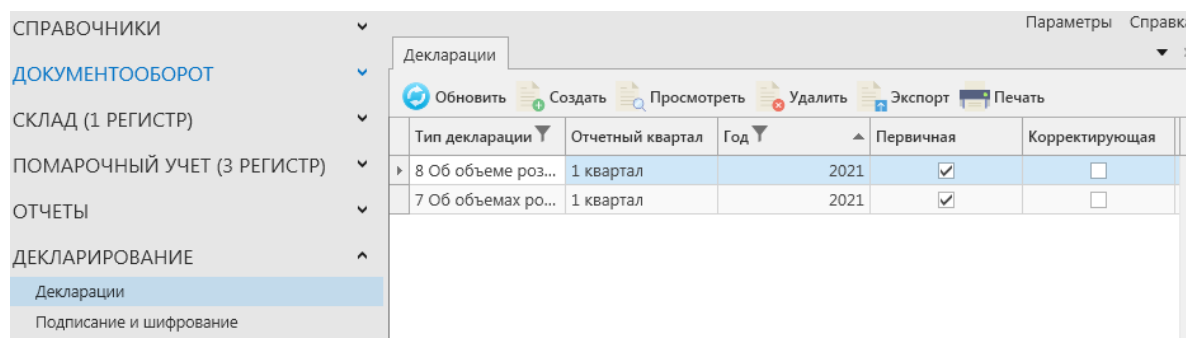 Параметры Справка
СПРАВОЧНИКИ
ДОКУМЕНТООБОРОТ
СКЛАД (1 РЕГИСТР)
ПОМАРОЧНЫЙ УЧЕТ (3 РЕГИСТР)
ОТЧЕТЫ
ДЕКЛАРИРОВАНИЕ
Декларации
Подписание и шифрование
Декларации
Обновить Создать Просмотреть Удалить Экспорт Печать
Тип декларации Отчетный квартал Год Первичная Корректирующая
8 Об объеме роз... 1 квартал 2021
7 Об объемах ро... 1 квартал 2021